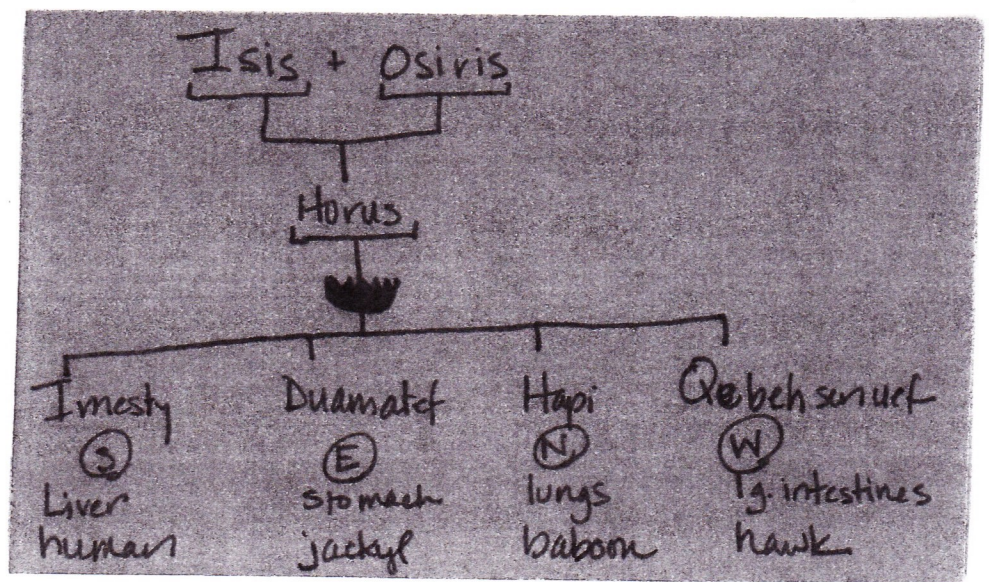 Isis + Osiris
Horus
Imesty Duamatef Hapi Qebehsenuef
S E N W
Liver stomach lungs lg. intestines
human jackyl baboon hawk